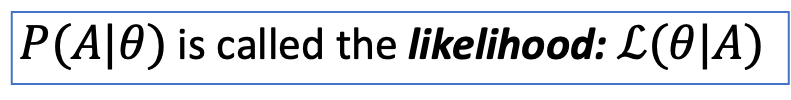 P(A|θ) is called the likelihood: ℒ(θ|A)